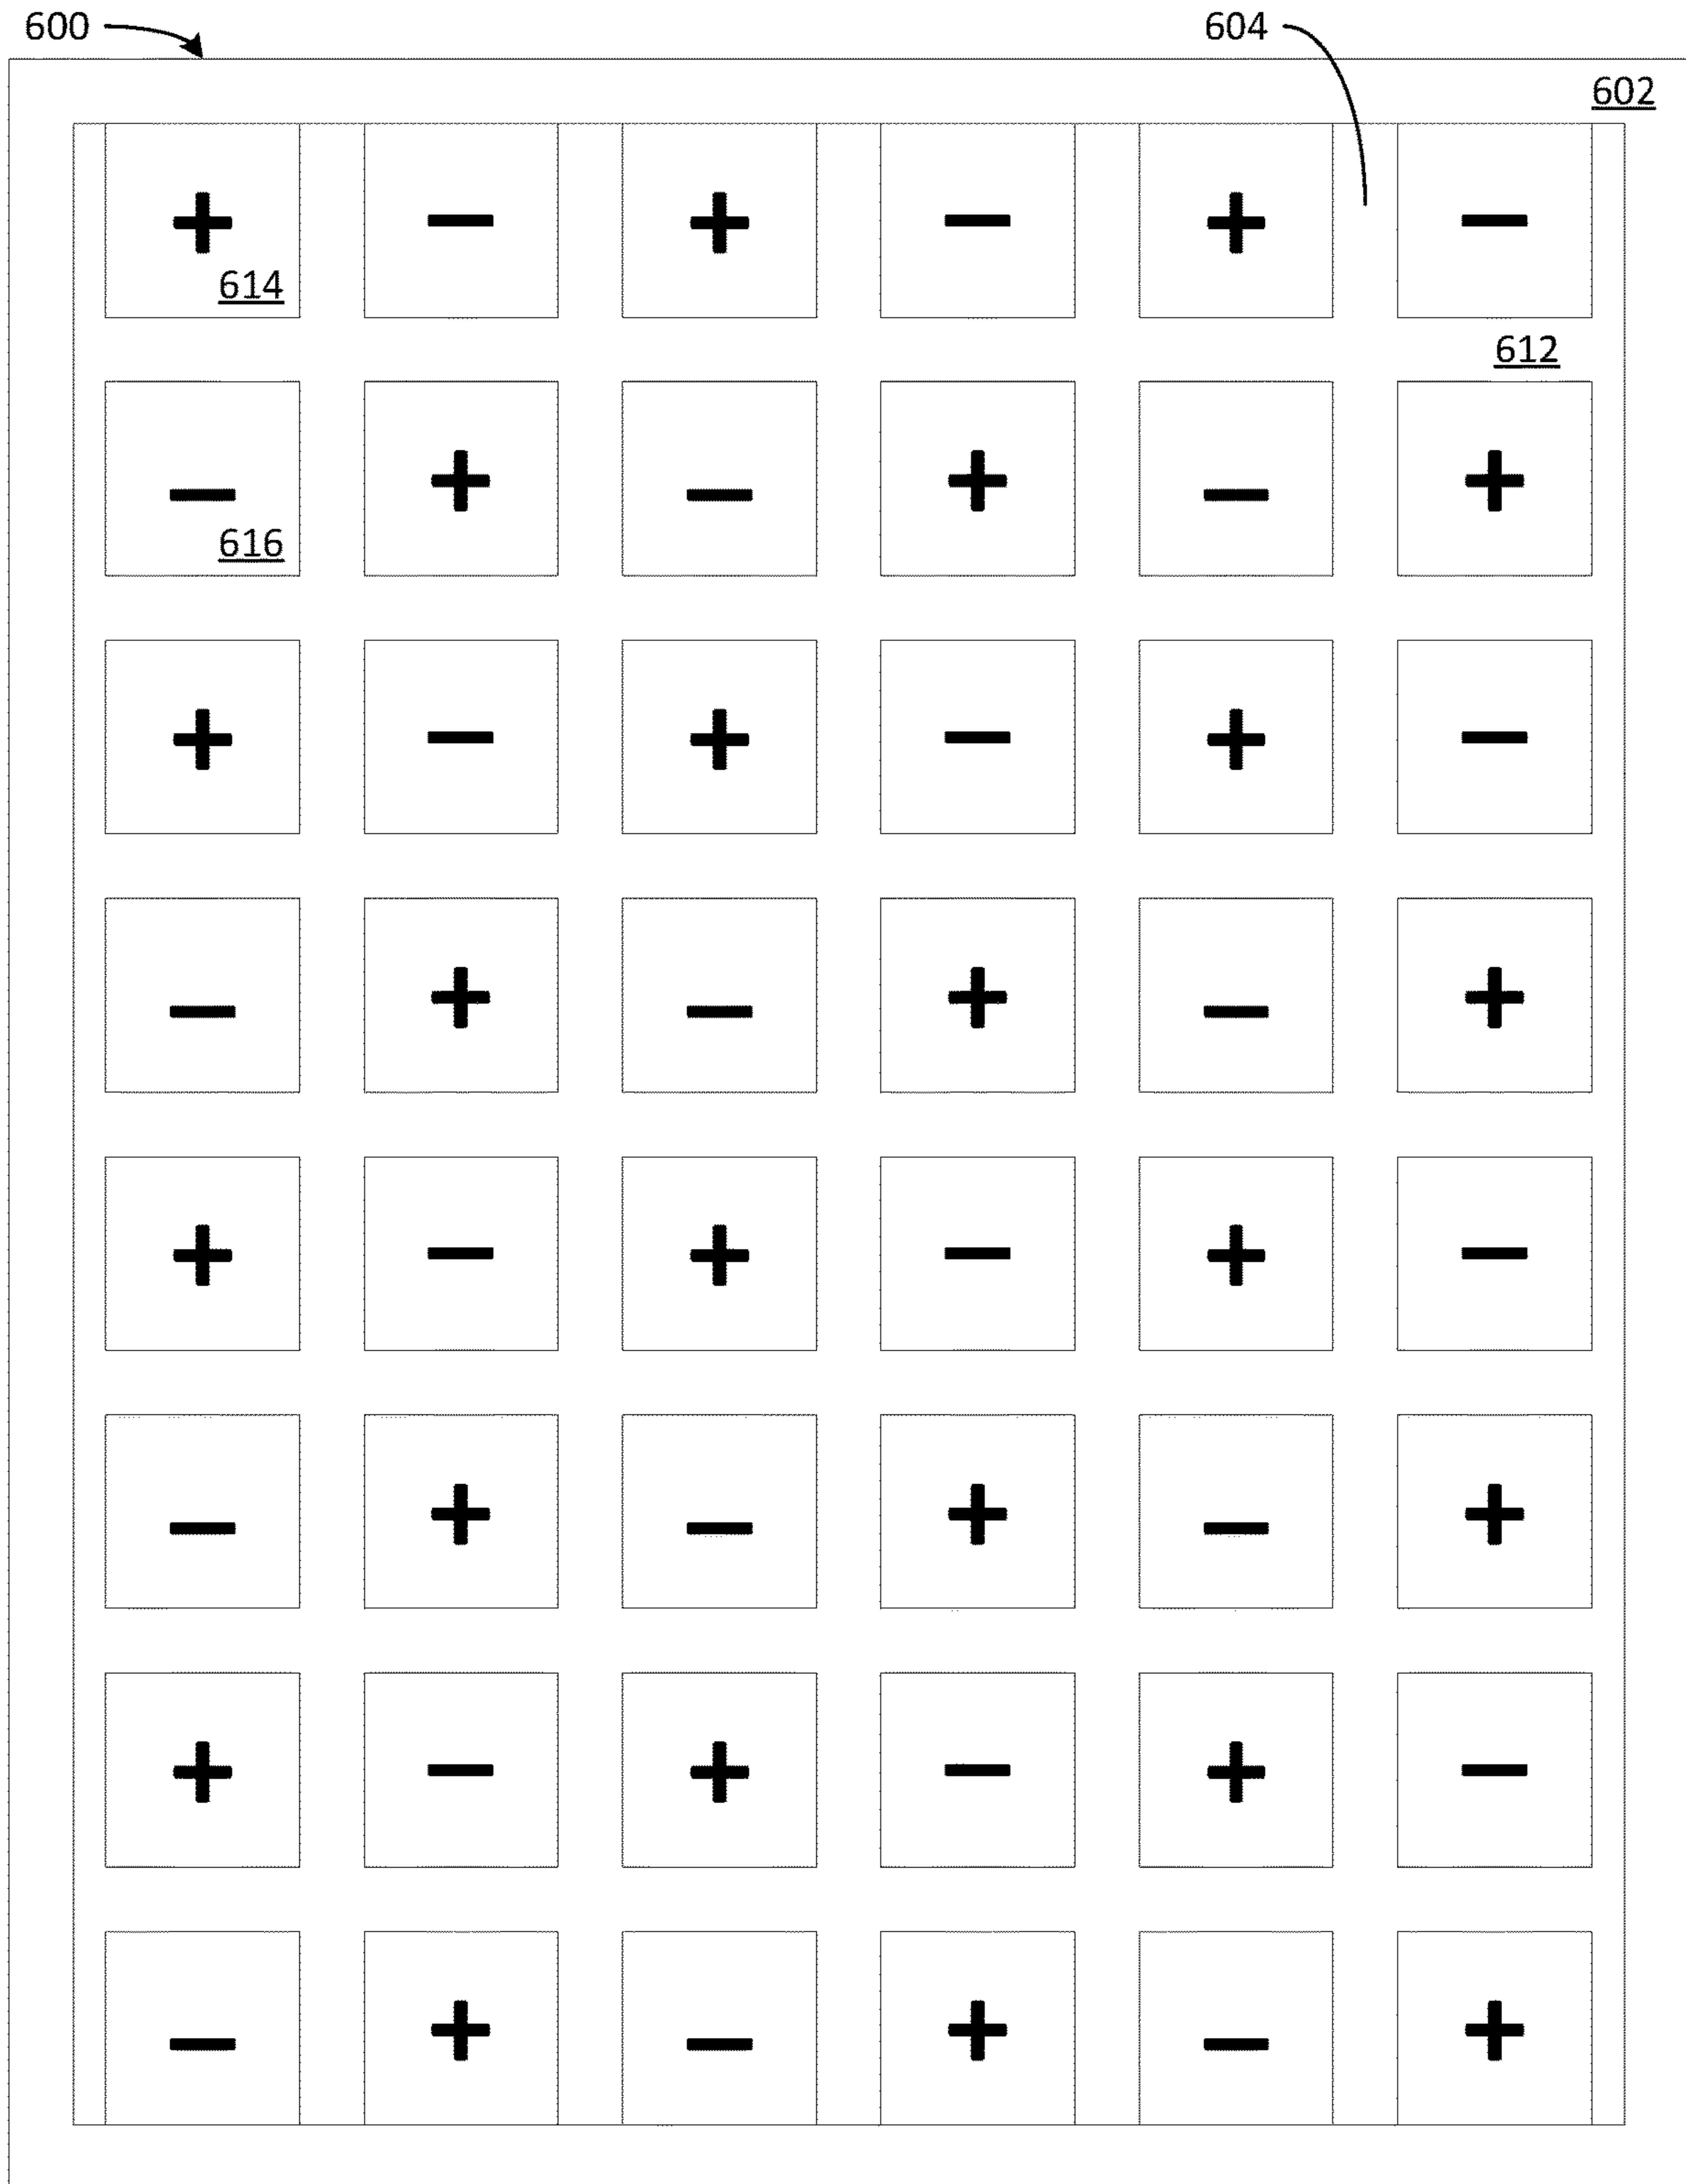 600 604
602
+ − + − + −
614
612
− + − + − +
616
+ − + − + −
− + − + − +
+ − + − + −
− + − + − +
+ − + − + −
− + − + − +